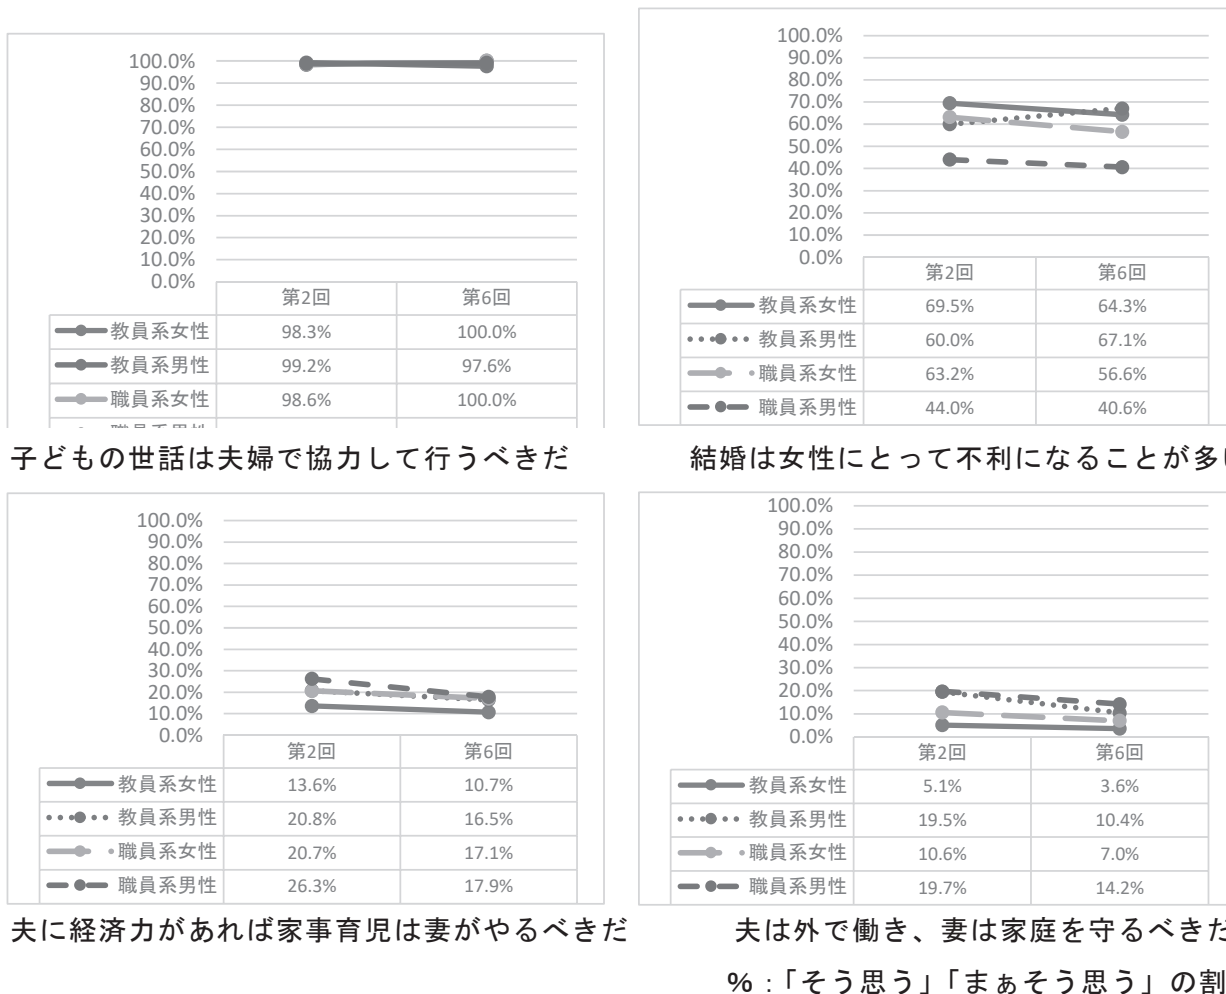 100.0%
90.0%
80.0%
70.0%
60.0%
50.0%
40.0%
30.0%
20.0%
10.0%
0.0%
第2回 第6回
教員系女性 98.3% 100.0%
教員系男性 99.2% 97.6%
職員系女性 98.6% 100.0%
子どもの世話は夫婦で協力して行うべきだ
100.0%
90.0%
80.0%
70.0%
60.0%
50.0%
40.0%
30.0%
20.0%
10.0%
0.0%
第2回 第6回
教員系女性 69.5% 64.3%
教員系男性 60.0% 67.1%
職員系女性 63.2% 56.6%
職員系男性 44.0% 40.6%
結婚は女性にとって不利になることが多
100.0%
90.0%
80.0%
70.0%
60.0%
50.0%
40.0%
30.0%
20.0%
10.0%
0.0%
第2回 第6回
教員系女性 13.6% 10.7%
教員系男性 20.8% 16.5%
職員系女性 20.7% 17.1%
職員系男性 26.3% 17.9%
夫に経済力があれば家事育児は妻がやるべきだ
100.0%
90.0%
80.0%
70.0%
60.0%
50.0%
40.0%
30.0%
20.0%
10.0%
0.0%
第2回 第6回
教員系女性 5.1% 3.6%
教員系男性 19.5% 10.4%
職員系女性 10.6% 7.0%
職員系男性 19.7% 14.2%
夫は外で働き、妻は家庭を守るべきだ
%:「そう思う」「まぁそう思う」の割